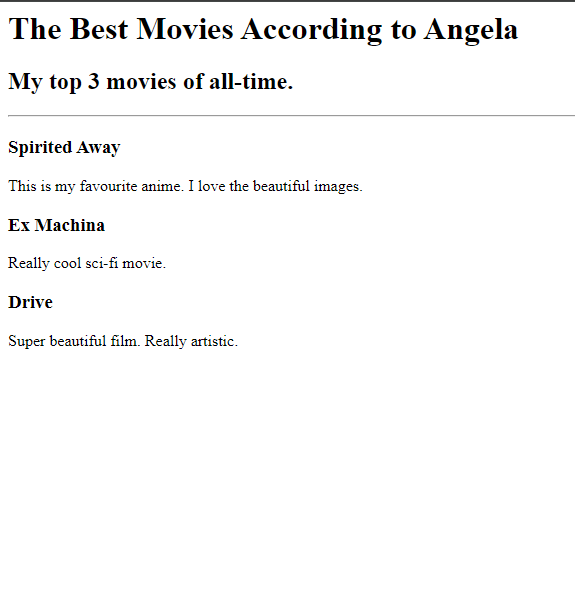 The Best Movies According to Angela
My top 3 movies of all-time.
Spirited Away
This is my favourite anime. I love the beautiful images.
Ex Machina
Really cool sci-fi movie.
Drive
Super beautiful film. Really artistic.